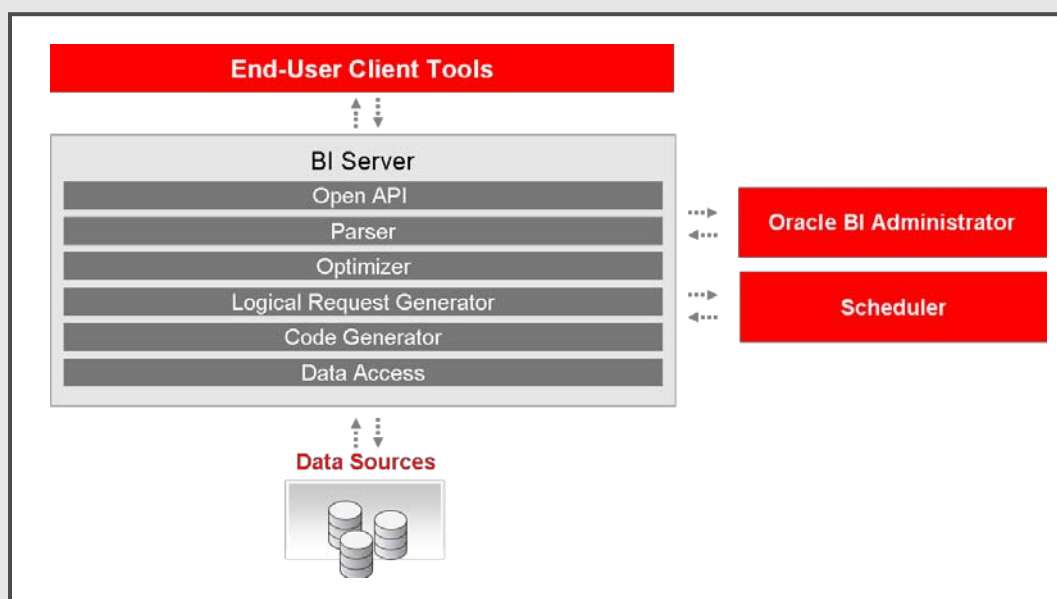 End-User Client Tools
BI Server
Open API
Parser
Optimizer
Logical Request Generator
Code Generator
Data Access
Oracle BI Administrator
Scheduler
Data Sources